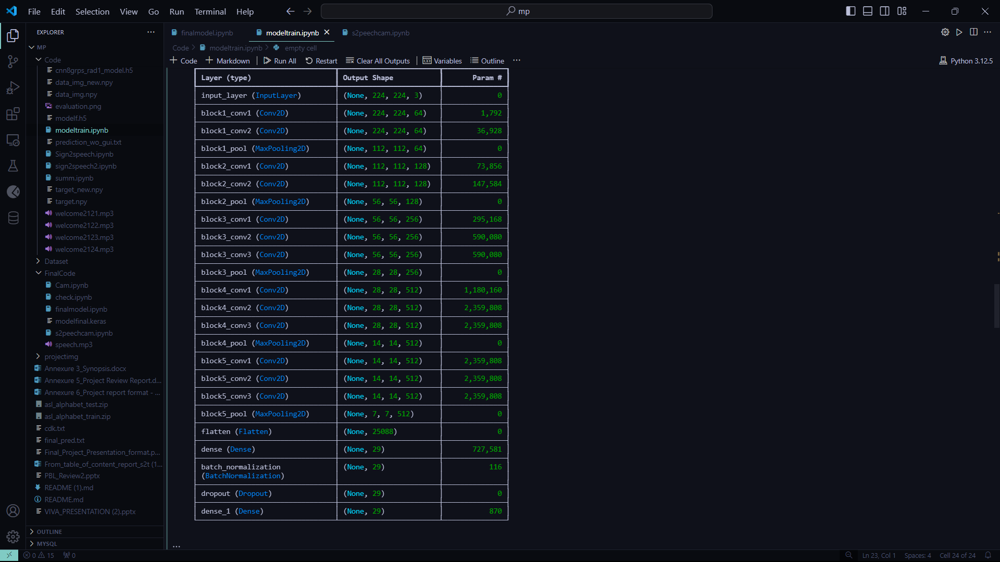 File Edit Selection View Go Run Terminal Help
mp
EXPLORER
MP
Code
cnn8grps_rad1_model.h5
data_img_new.npy
data_img.npy
evaluation.png
modelf.h5
modeltrain.ipynb
prediction_wo_gui.txt
Sign2speech.ipynb
sign2speech2.ipynb
summ.ipynb
target_new.npy
target.npy
welcome2121.mp3
welcome2122.mp3
welcome2123.mp3
welcome2124.mp3
Dataset
FinalCode
Cam.ipynb
check.ipynb
finalmodel.ipynb
modelfinal.keras
s2peechcam.ipynb
speech.mp3
projectimg
Annexure 3_Synopsis.docx
Annexure 5_Project Review Report.d...
Annexure 6_Project report format - ...
asl_alphabet_test.zip
asl_alphabet_train.zip
cdk.txt
final_pred.txt
Final_Project_Presentation_format.p...
From_table_of_content_report_s2t (1...
PBL_Review2.pptx
README (1).md
README.md
VIVA_PRESENTATION (2).pptx
OUTLINE
MYSQL
finalmodel.ipynb modeltrain.ipynb s2peechcam.ipynb
Code > modeltrain.ipynb > empty cell
+ Code + Markdown | Run All Restart Clear All Outputs | Variables Outline ...
Python 3.12.5
Layer (type) Output Shape Param #
input_layer (InputLayer) (None, 224, 224, 3) 0
block1_conv1 (Conv2D) (None, 224, 224, 64) 1,792
block1_conv2 (Conv2D) (None, 224, 224, 64) 36,928
block1_pool (MaxPooling2D) (None, 112, 112, 64) 0
block2_conv1 (Conv2D) (None, 112, 112, 128) 73,856
block2_conv2 (Conv2D) (None, 112, 112, 128) 147,584
block2_pool (MaxPooling2D) (None, 56, 56, 128) 0
block3_conv1 (Conv2D) (None, 56, 56, 256) 295,168
block3_conv2 (Conv2D) (None, 56, 56, 256) 590,080
block3_conv3 (Conv2D) (None, 56, 56, 256) 590,080
block3_pool (MaxPooling2D) (None, 28, 28, 256) 0
block4_conv1 (Conv2D) (None, 28, 28, 512) 1,180,160
block4_conv2 (Conv2D) (None, 28, 28, 512) 2,359,808
block4_conv3 (Conv2D) (None, 28, 28, 512) 2,359,808
block4_pool (MaxPooling2D) (None, 14, 14, 512) 0
block5_conv1 (Conv2D) (None, 14, 14, 512) 2,359,808
block5_conv2 (Conv2D) (None, 14, 14, 512) 2,359,808
block5_conv3 (Conv2D) (None, 14, 14, 512) 2,359,808
block5_pool (MaxPooling2D) (None, 7, 7, 512) 0
flatten (Flatten) (None, 25088) 0
dense (Dense) (None, 29) 727,581
batch_normalization (None, 29) 116
(BatchNormalization)
dropout (Dropout) (None, 29) 0
dense_1 (Dense) (None, 29) 870
...
0 15 0
Ln 23, Col 1 Spaces: 4 Cell 24 of 24